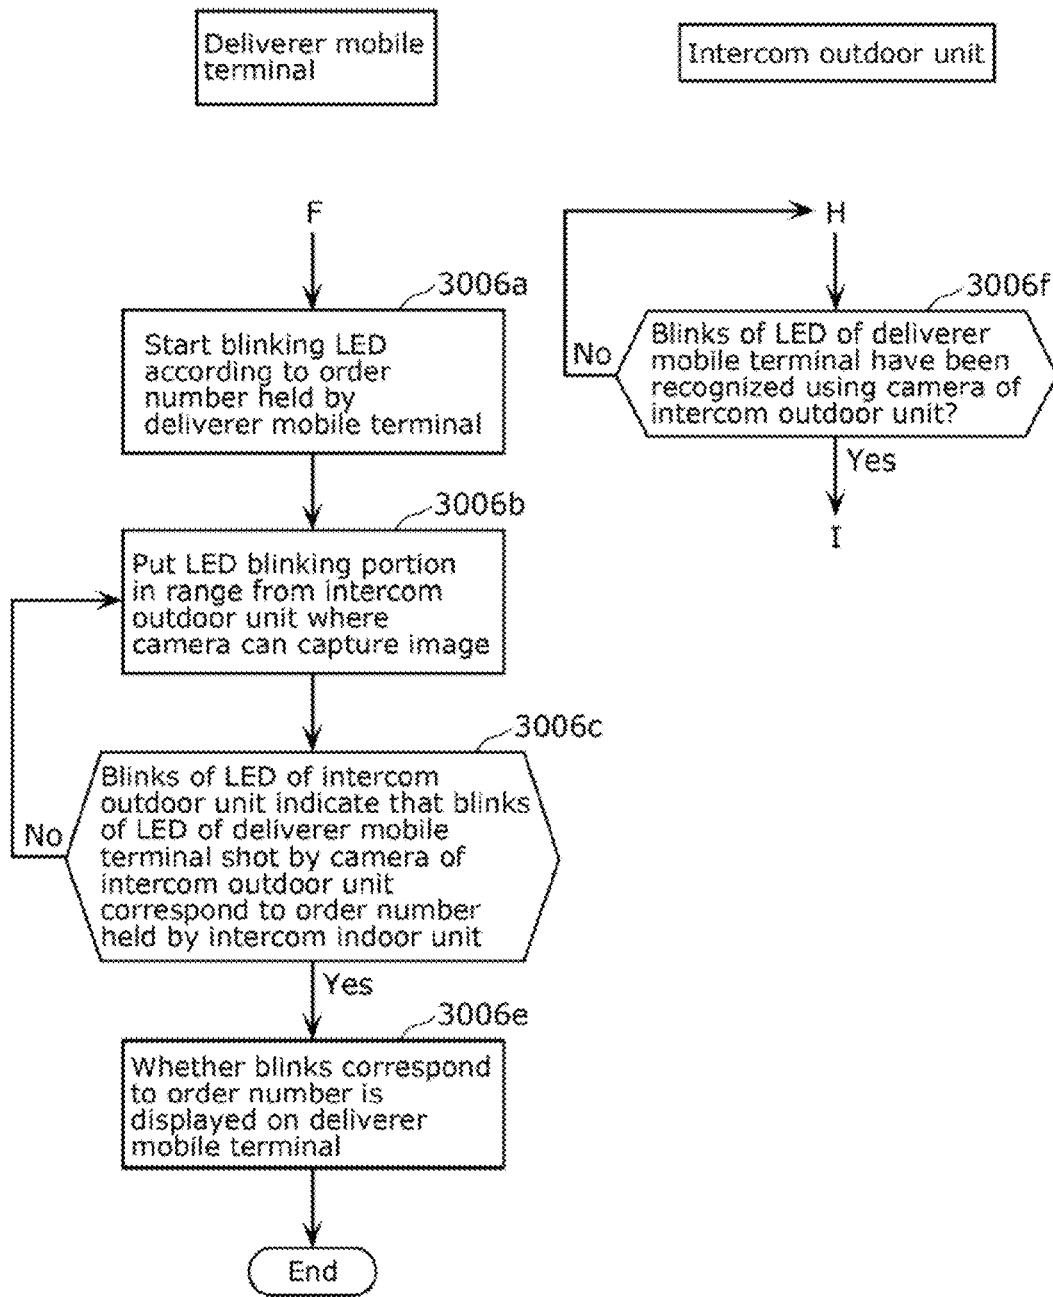 Deliverer mobile
terminal
Intercom outdoor unit
F
3006a
Start blinking LED
according to order
number held by
deliverer mobile terminal
3006b
Put LED blinking portion
in range from intercom
outdoor unit where
camera can capture image
3006c
Blinks of LED of intercom
outdoor unit indicate that blinks
of LED of deliverer mobile
terminal shot by camera of
intercom outdoor unit
correspond to order number
held by intercom indoor unit
No
Yes
3006e
Whether blinks correspond
to order number is
displayed on deliverer
mobile terminal
End
H
3006f
Blinks of LED of deliverer
mobile terminal have been
recognized using camera of
intercom outdoor unit?
No
Yes
I